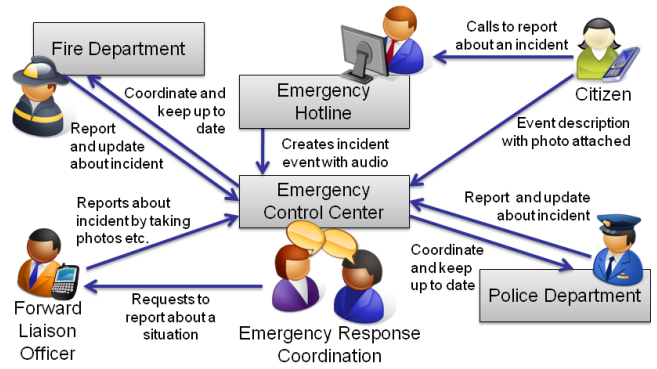 Fire Department
Calls to report
about an incident
Coordinate and
keep up to
date
Emergency
Hotline
Citizen
Report
and update
about incident
Creates incident
event with audio
Event description
with photo attached
Reports about
incident by taking
photos etc.
Emergency
Control Center
Report and update
about incident
Coordinate
and keep
up to date
Police Department
Forward
Liaison
Officer
Requests to
report about a
situation
Emergency Response
Coordination